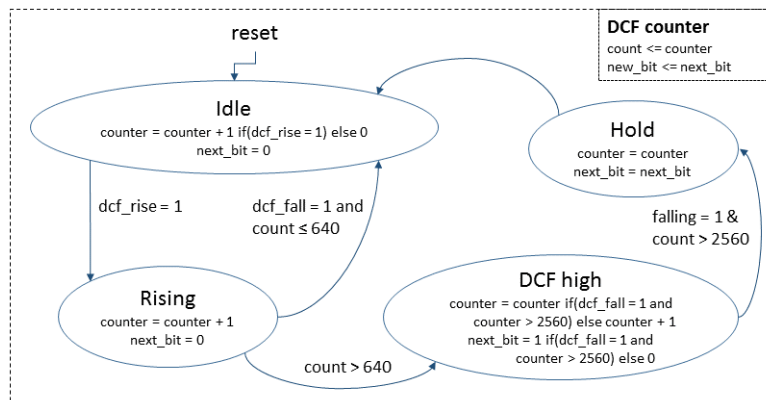 reset
DCF counter
count <= counter
new_bit <= next_bit
Idle
counter = counter + 1 if(dcf_rise = 1) else 0
next_bit = 0
Hold
counter = counter
next_bit = next_bit
dcf_rise = 1
dcf_fall = 1 and
count ≤ 640
falling = 1 &
count > 2560
Rising
counter = counter + 1
next_bit = 0
DCF high
counter = counter if(dcf_fall = 1 and
counter > 2560) else counter + 1
next_bit = 1 if(dcf_fall = 1 and
counter > 2560) else 0
count > 640